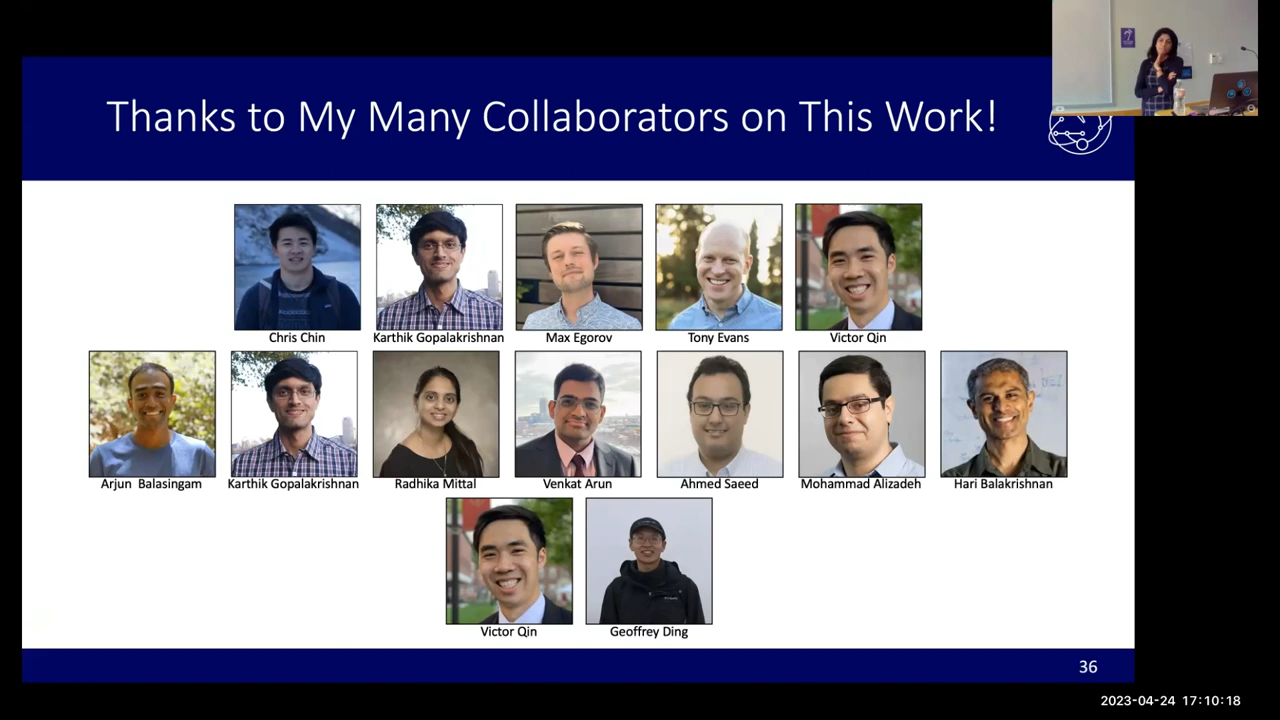 Thanks to My Many Collaborators on This Work!
Chris Chin
Karthik Gopalakrishnan
Max Egorov
Tony Evans
Victor Qin
Arjun Balasingam
Karthik Gopalakrishnan
Radhika Mittal
Venkat Arun
Ahmed Saeed
Mohammad Alizadeh
Hari Balakrishnan
Victor Qin
Geoffrey Ding
36
2023-04-24 17:10:18